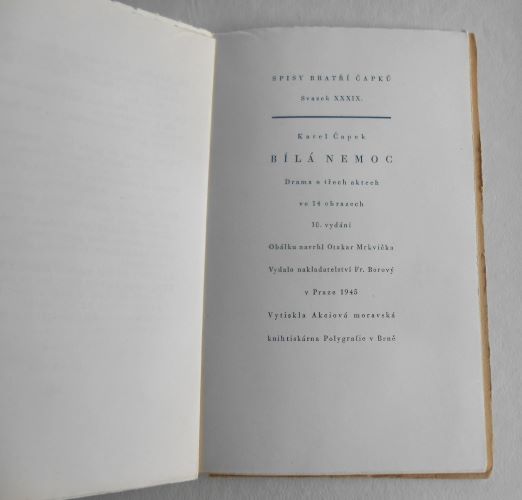 SPISY BRATŘÍ ČAPKŮ
Svazek XXXIX.
Karel Čapek
BÍLÁ NEMOC
Drama o třech aktech
ve 14 obrazech
10. vydání
Obálku navrhl Otakar Mrkvička
Vydalo nakladatelství Fr. Borový
v Praze 1945
Vytiskla Akciová moravská
knihtiskárna Polygrafie v Brně